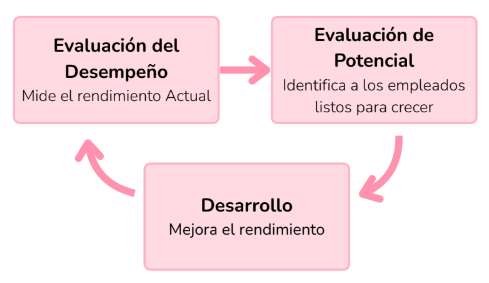 Evaluación del
Desempeño
Mide el rendimiento Actual
Evaluación de
Potencial
Identifica a los empleados
listos para crecer
Desarrollo
Mejora el rendimiento